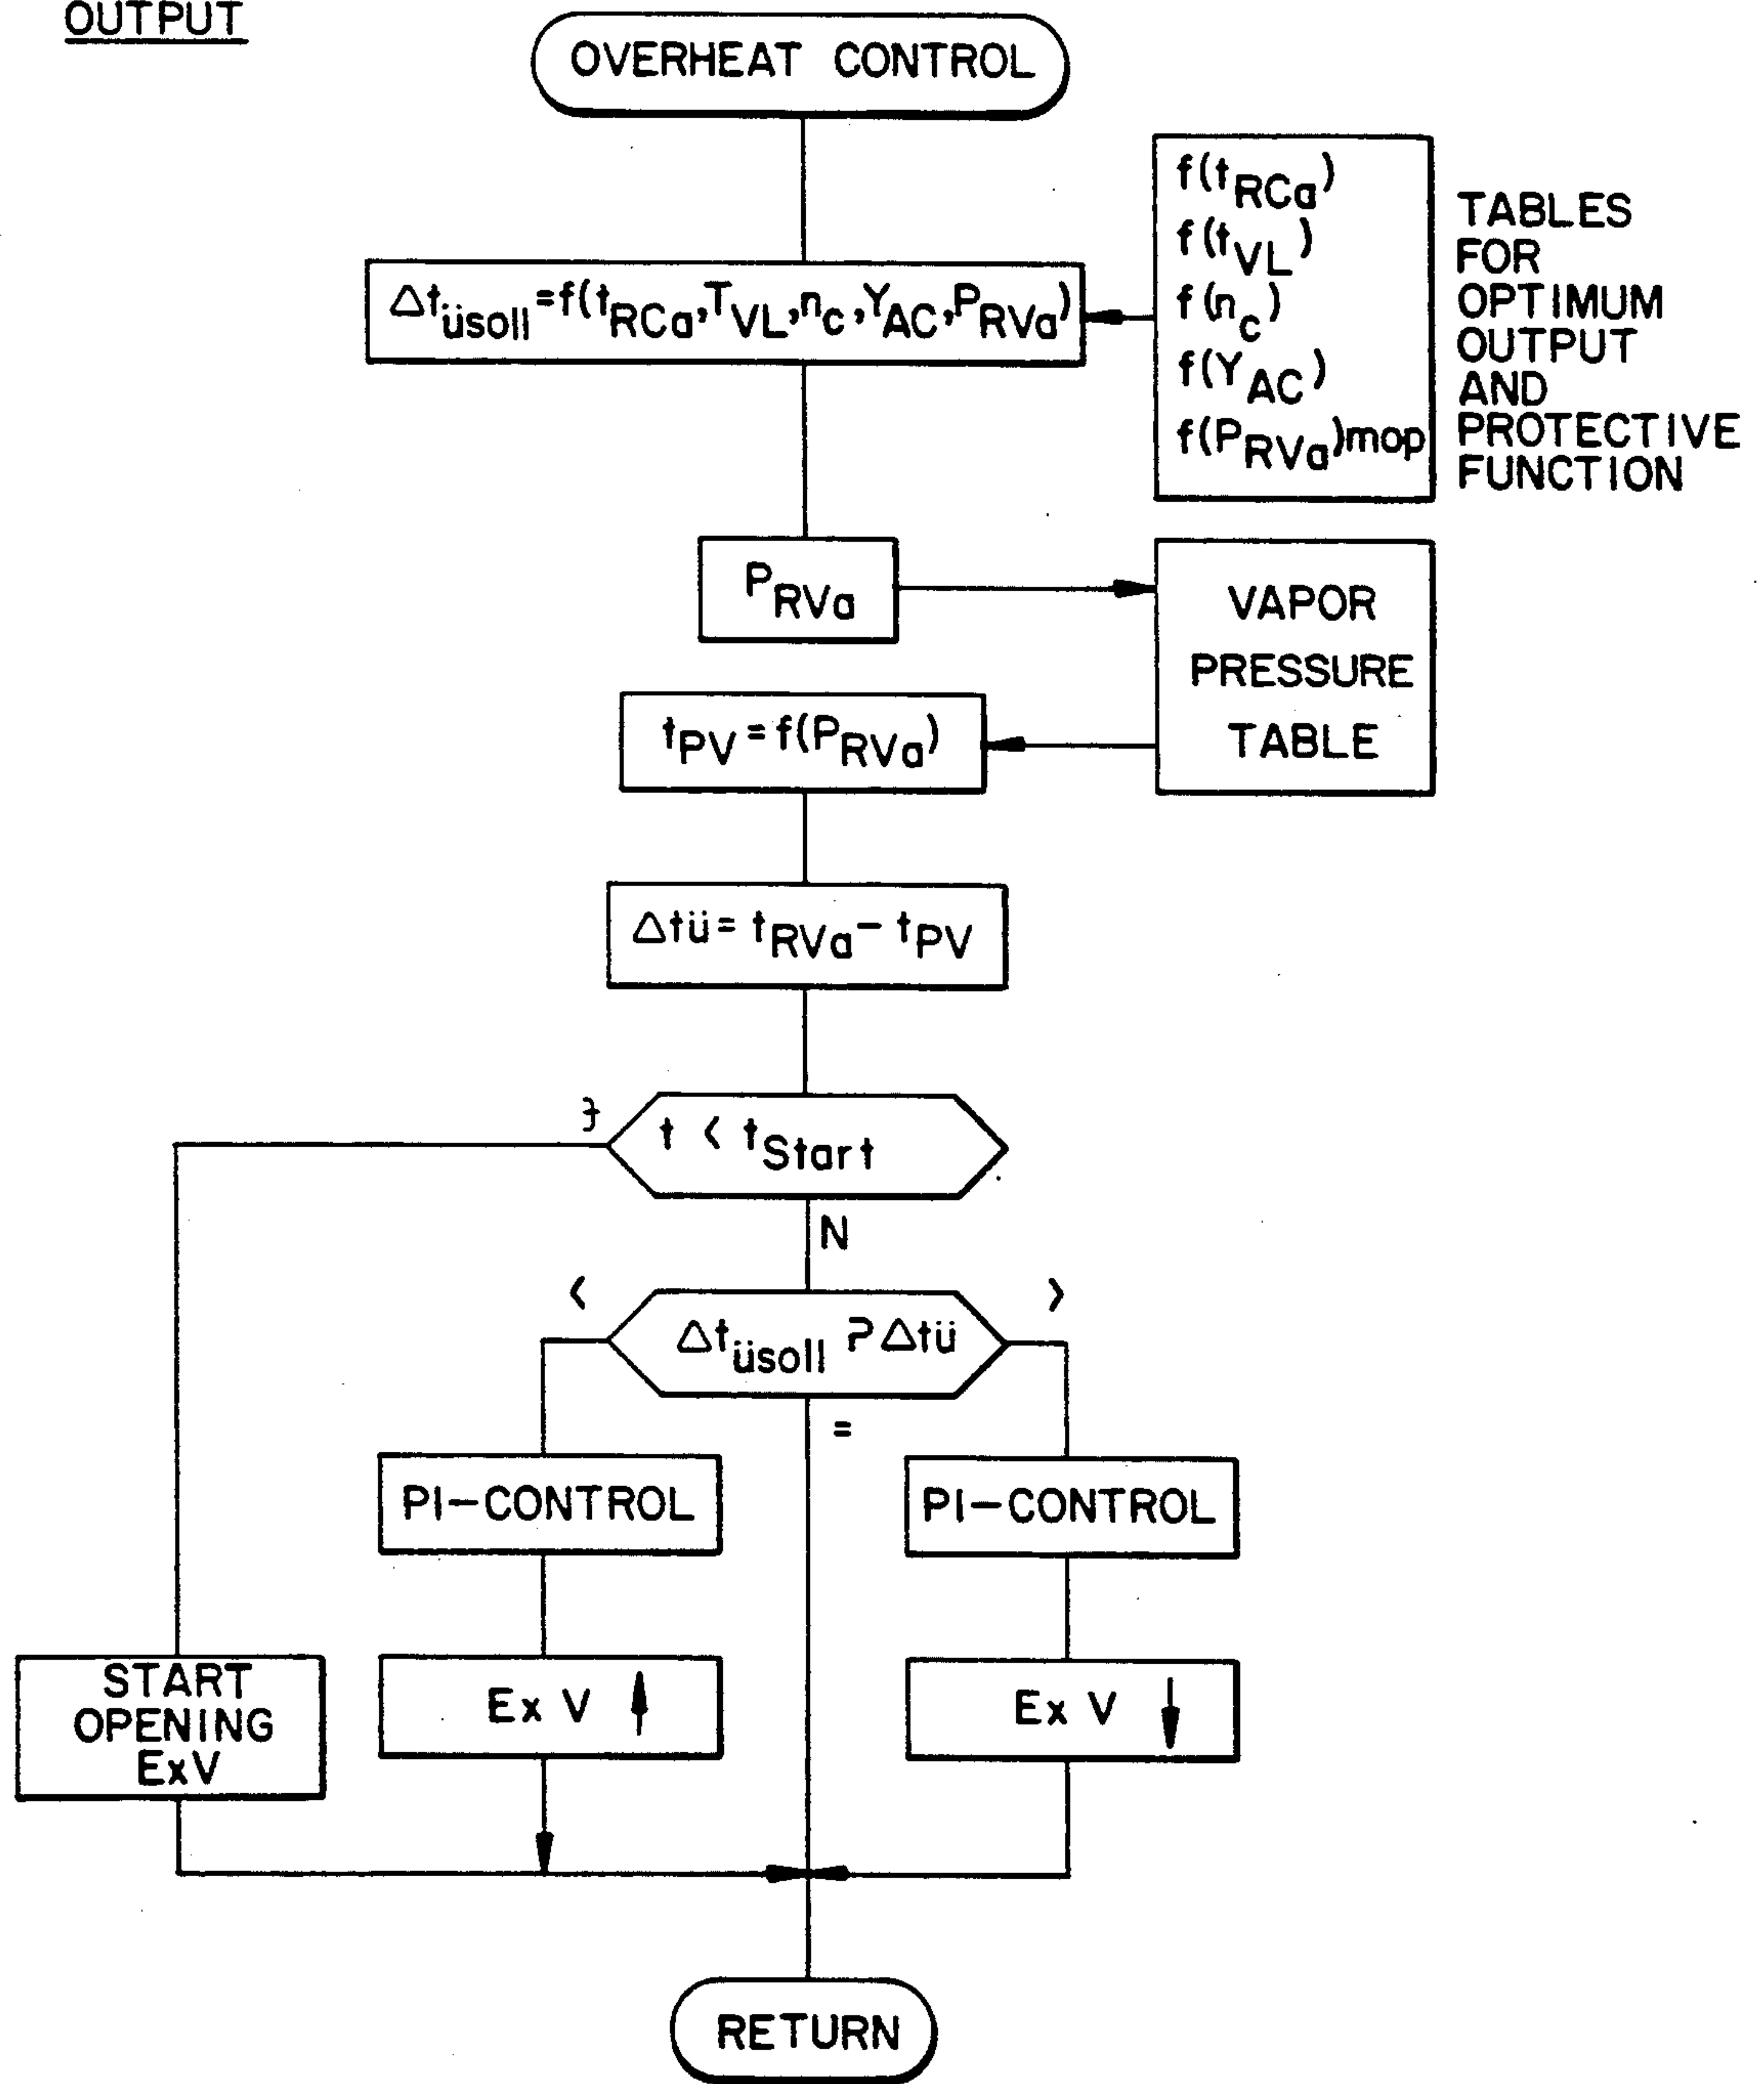 OUTPUT
OVERHEAT CONTROL
f(tRCa)
f(tVL)
f(nc)
f(YAC)
f(PRVa)mop
TABLES
FOR
OPTIMUM
OUTPUT
AND
PROTECTIVE
FUNCTION
Δtüsoll=f(tRCa,TVL,nc,YAC,PRVa)
PRVa
VAPOR
PRESSURE
TABLE
tPV=f(PRVa)
Δtü=tRVa-tPV
t < tStart
N
<
>
Δtüsoll ? Δtü
=
PI-CONTROL
PI-CONTROL
START
OPENING
ExV
Ex V ↑
Ex V ↓
RETURN